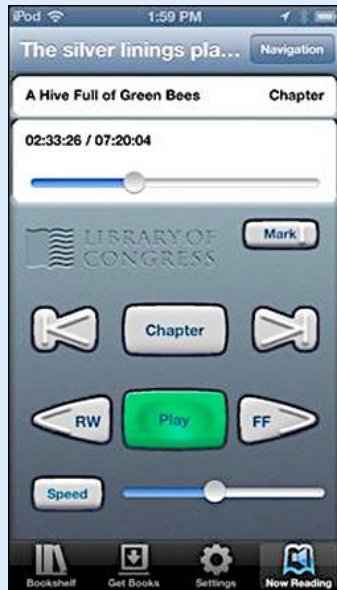 iPod 1:59 PM
The silver linings pla... Navigation
A Hive Full of Green Bees Chapter
02:33:26 / 07:20:04
Mark
LIBRARY OF
CONGRESS
Chapter
RW Play FF
Speed
Bookshelf Get Books Settings Now Reading